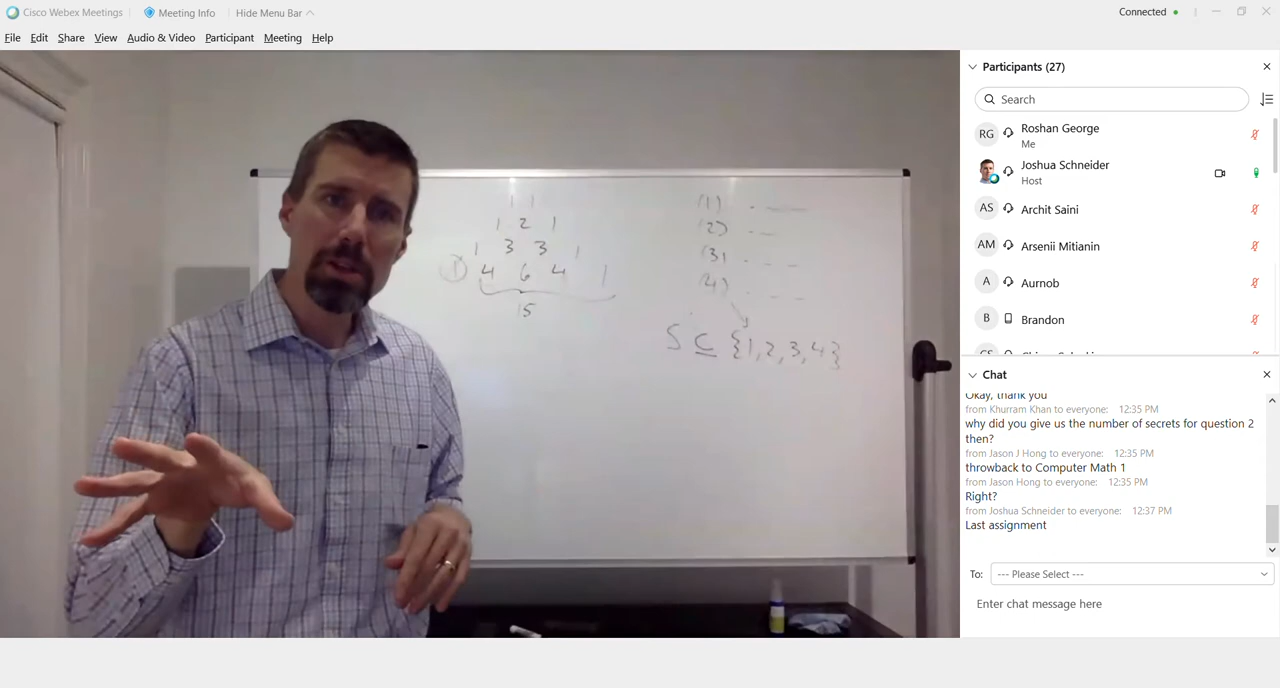 Cisco Webex Meetings
Meeting Info
Hide Menu Bar
Connected
File Edit Share View Audio & Video Participant Meeting Help
1 1
1 2 1
1 3 3 1
1 4 6 4 1
15
(1)
(2)
(3)
(4)
S ⊆ {1,2,3,4}
Participants (27)
Search
RG
Roshan George
Me
Joshua Schneider
Host
AS
Archit Saini
AM
Arsenii Mitianin
A
Aurnob
B
Brandon
Chat
Okay, thank you
from Khurram Khan to everyone: 12:35 PM
why did you give us the number of secrets for question 2
then?
from Jason J Hong to everyone: 12:35 PM
throwback to Computer Math 1
from Jason Hong to everyone: 12:35 PM
Right?
from Joshua Schneider to everyone: 12:37 PM
Last assignment
To: --- Please Select ---
Enter chat message here